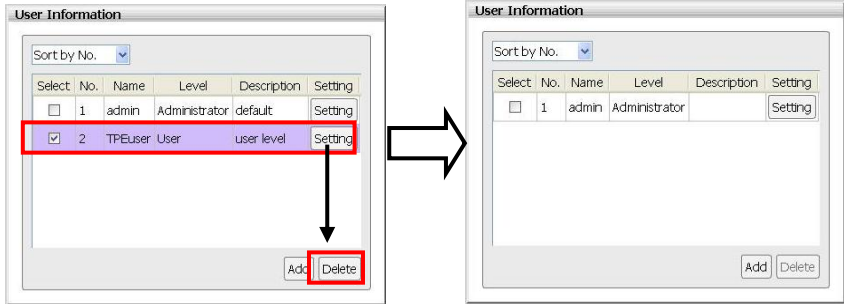 User Information
Sort by No.
Select No. Name Level Description Setting
1 admin Administrator default Setting
2 TPEuser User user level Setting
Add Delete
User Information
Sort by No.
Select No. Name Level Description Setting
1 admin Administrator Setting
Add Delete